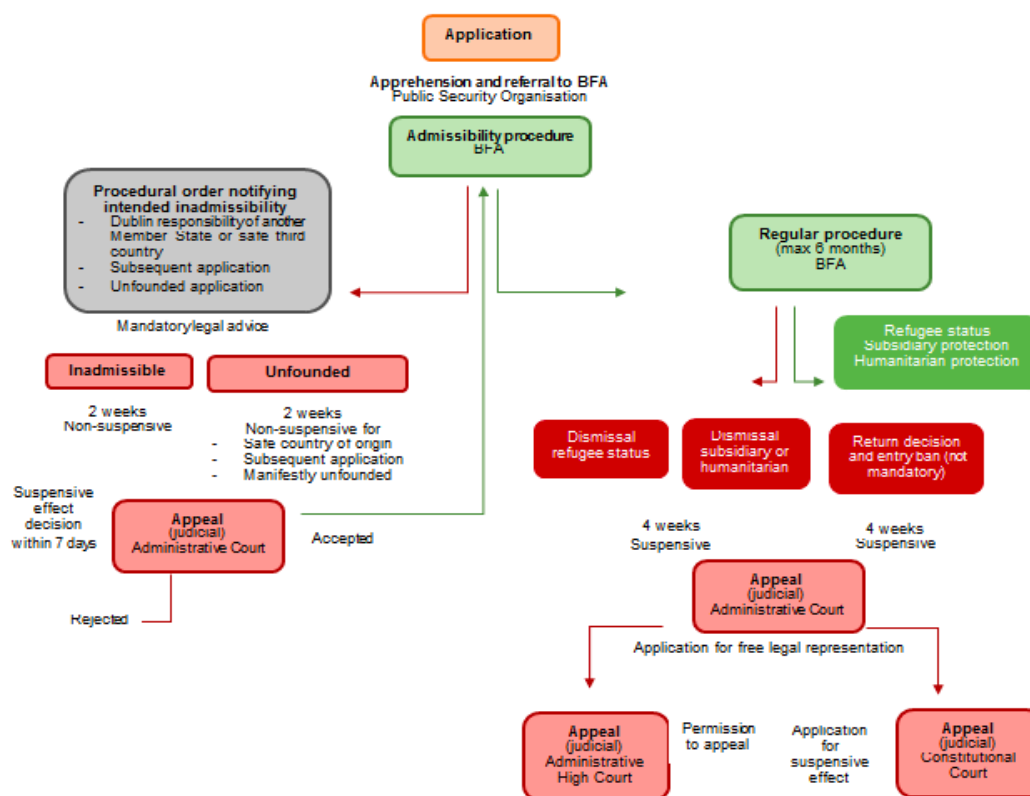 Application
Apprehension and referral to BFA
Public Security Organisation
Admissibility procedure
BFA
Procedural order notifying
intended inadmissibility
- Dublin responsibility of another
Member State or safe third
country
- Subsequent application
- Unfounded application
Mandatory legal advice
Inadmissible
Unfounded
2 weeks
Non-suspensive
2 weeks
Non-suspensive for
- Safe country of origin
- Subsequent application
- Manifestly unfounded
Suspensive
effect
decision
within 7 days
Appeal
(judicial)
Administrative Court
Accepted
Rejected
Regular procedure
(max 6 months)
BFA
Refugee status
Subsidiary protection
Humanitarian protection
Dismissal
refugee status
Dismissal
subsidiary or
humanitarian
Return decision
and entry ban (not
mandatory)
4 weeks
Suspensive
4 weeks
Suspensive
Appeal
(judicial)
Administrative Court
Application for free legal representation
Appeal
(judicial)
Administrative
High Court
Permission
to appeal
Application
for
suspensive
effect
Appeal
(judicial)
Constitutional
Court